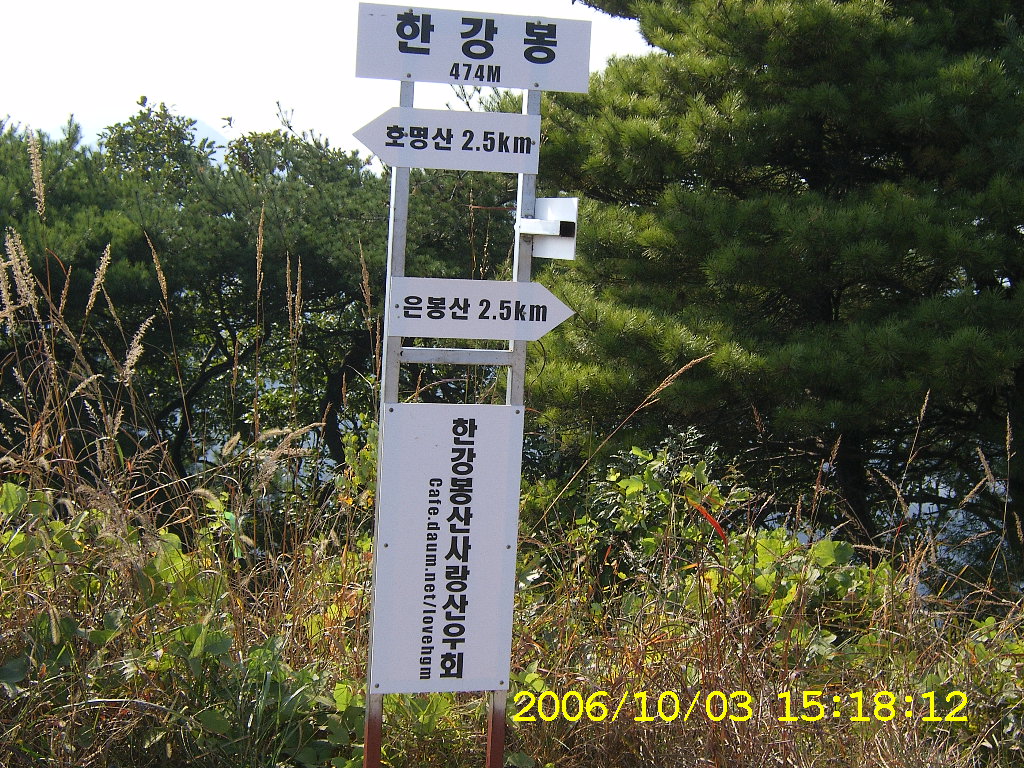 한강봉
474M
호명산 2.5km
은봉산 2.5km
한강봉산사랑산우회
Cafe.daum.net/lovehgm
2006/10/03 15:18:12